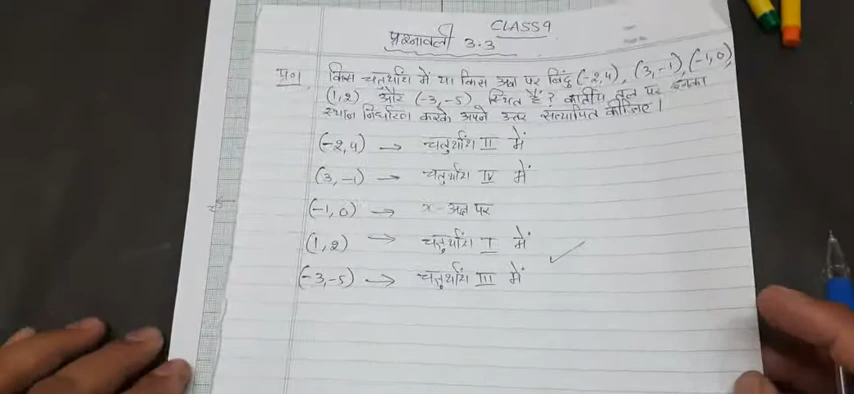 CLASS 9
प्रश्नावली 3.3
प्र०1 किस चतुर्थांश में या किस अक्ष पर बिंदु (-2,4), (3,-1), (-1,0),
(1,2) और (-3,-5) स्थित हैं? कार्तीय तल पर इनका
स्थान निर्धारण करके अपने उत्तर सत्यापित कीजिए।
(-2,4) → चतुर्थांश II में
(3,-1) → चतुर्थांश IV में
(-1,0) → x-अक्ष पर
(1,2) → चतुर्थांश I में
(-3,-5) → चतुर्थांश III में